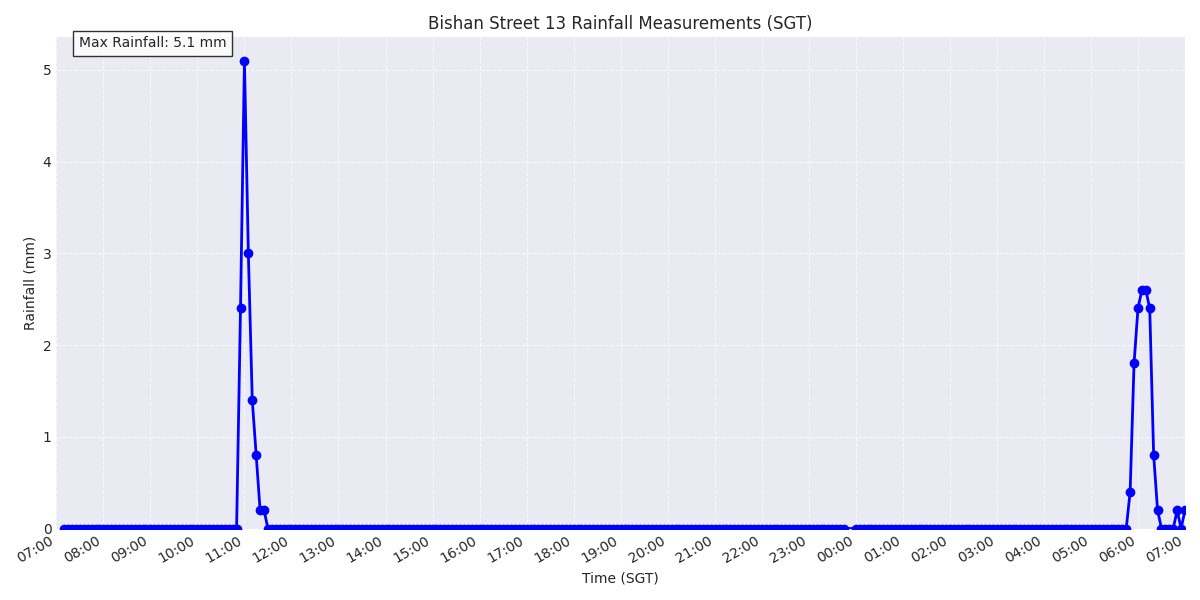 Bishan Street 13 Rainfall Measurements (SGT)
Max Rainfall: 5.1 mm
5
4
3
2
1
0
Rainfall (mm)
07:00 08:00 09:00 10:00 11:00 12:00 13:00 14:00 15:00 16:00 17:00 18:00 19:00 20:00 21:00 22:00 23:00 00:00 01:00 02:00 03:00 04:00 05:00 06:00 07:00
Time (SGT)